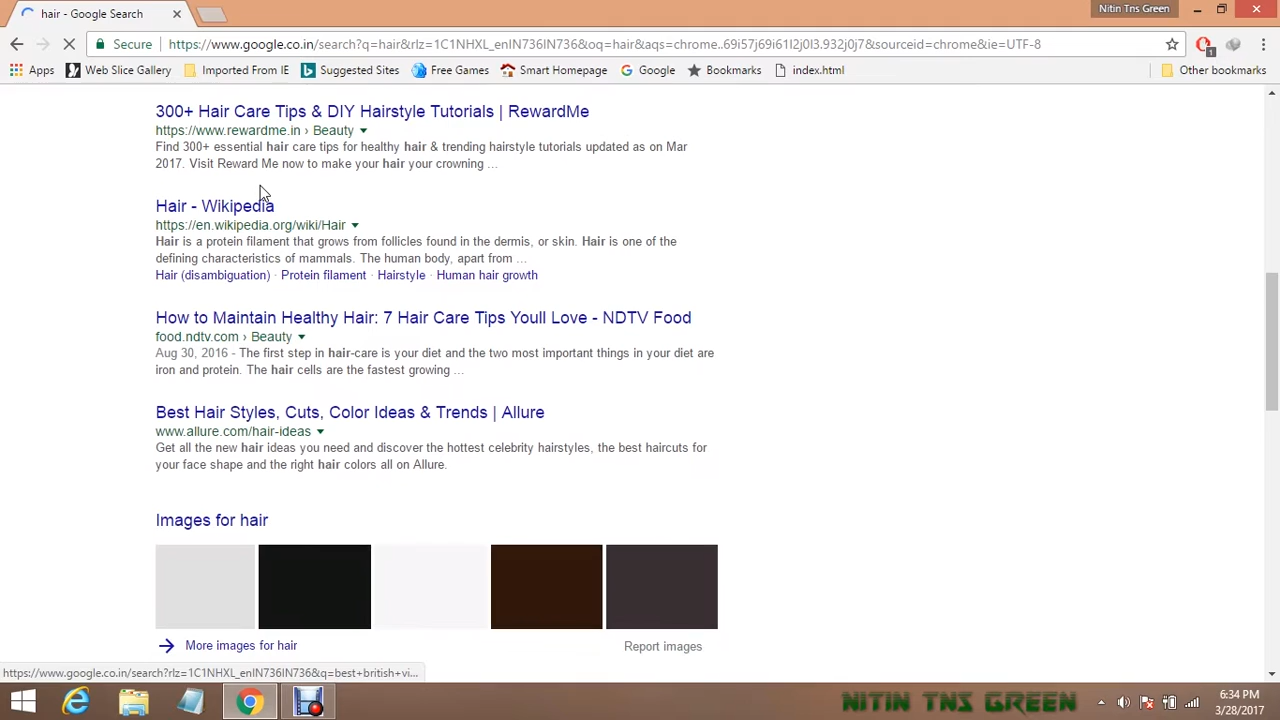 hair - Google Search
Nitin Tns Green
Secure
https://www.google.co.in/search?q=hair&rlz=1C1NHXL_enIN736IN736&oq=hair&aqs=chrome..69i57j69i61l2j0l3.932j0j7&sourceid=chrome&ie=UTF-8
1
Apps Web Slice Gallery Imported From IE Suggested Sites Free Games Smart Homepage Google Bookmarks index.html Other bookmarks
300+ Hair Care Tips & DIY Hairstyle Tutorials | RewardMe
https://www.rewardme.in › Beauty
Find 300+ essential hair care tips for healthy hair & trending hairstyle tutorials updated as on Mar
2017. Visit Reward Me now to make your hair your crowning ...
Hair - Wikipedia
https://en.wikipedia.org/wiki/Hair
Hair is a protein filament that grows from follicles found in the dermis, or skin. Hair is one of the
defining characteristics of mammals. The human body, apart from ...
Hair (disambiguation) · Protein filament · Hairstyle · Human hair growth
How to Maintain Healthy Hair: 7 Hair Care Tips Youll Love - NDTV Food
food.ndtv.com › Beauty
Aug 30, 2016 - The first step in hair-care is your diet and the two most important things in your diet are
iron and protein. The hair cells are the fastest growing ...
Best Hair Styles, Cuts, Color Ideas & Trends | Allure
www.allure.com/hair-ideas
Get all the new hair ideas you need and discover the hottest celebrity hairstyles, the best haircuts for
your face shape and the right hair colors all on Allure.
Images for hair
More images for hair
Report images
https://www.google.co.in/search?rlz=1C1NHXL_enIN736IN736&q=best+british+vi...
NITIN TNS GREEN
6:34 PM
3/28/2017